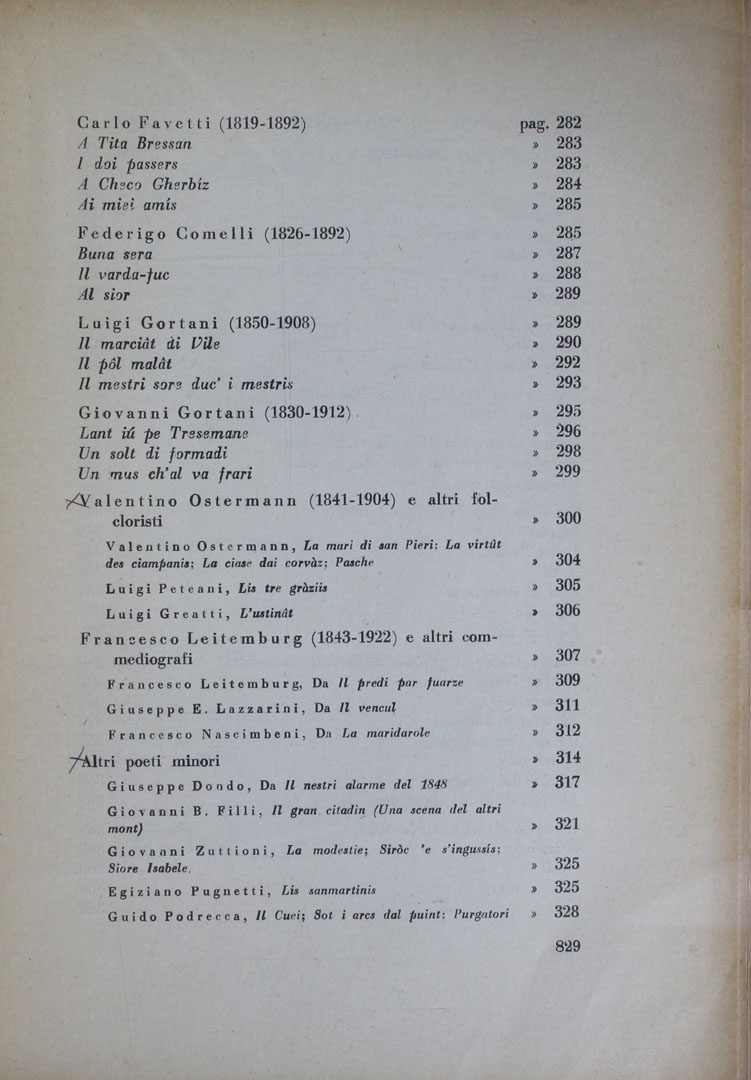 Carlo Favetti (1819-1892) pag. 282
A Tita Bressan » 283
I doi passers » 283
A Checo Gherbíz » 284
Ai miei amís » 285
Federigo Comelli (1826-1892) » 285
Buna sera » 287
Il varda-fuc » 288
Al sior » 289
Luigi Gortani (1850-1908) » 289
Il marciât di Vile » 290
Il pôl malât » 292
Il mestri sore duc' i mestris » 293
Giovanni Gortani (1830-1912) » 295
Lant iú pe Tresemane » 296
Un solt di formadi » 298
Un mus ch'al va frari » 299
Valentino Ostermann (1841-1904) e altri fol-
cloristi » 300
Valentino Ostermann, La mari di san Pieri; La virtût
des ciampanis; La ciase dai corvàz; Pasche » 304
Luigi Peteani, Lis tre gràziis » 305
Luigi Greatti, L'ustinât » 306
Francesco Leitemburg (1843-1922) e altri com-
mediografi » 307
Francesco Leitemburg, Da Il predi par fuarze » 309
Giuseppe E. Lazzarini, Da Il vencul » 311
Francesco Nascimbeni, Da La maridarole » 312
Altri poeti minori » 314
Giuseppe Dondo, Da Il nestri alarme del 1848 » 317
Giovanni B. Filli, Il gran citadin (Una scena del altri
mont) » 321
Giovanni Zuttioni, La modestie; Siròc 'e s'ingussís;
Siore Isabele. » 325
Egiziano Pugnetti, Lis sanmartinis » 325
Guido Podrecca, Il Cuei; Sot i arcs dal puint; Purgatori » 328
829